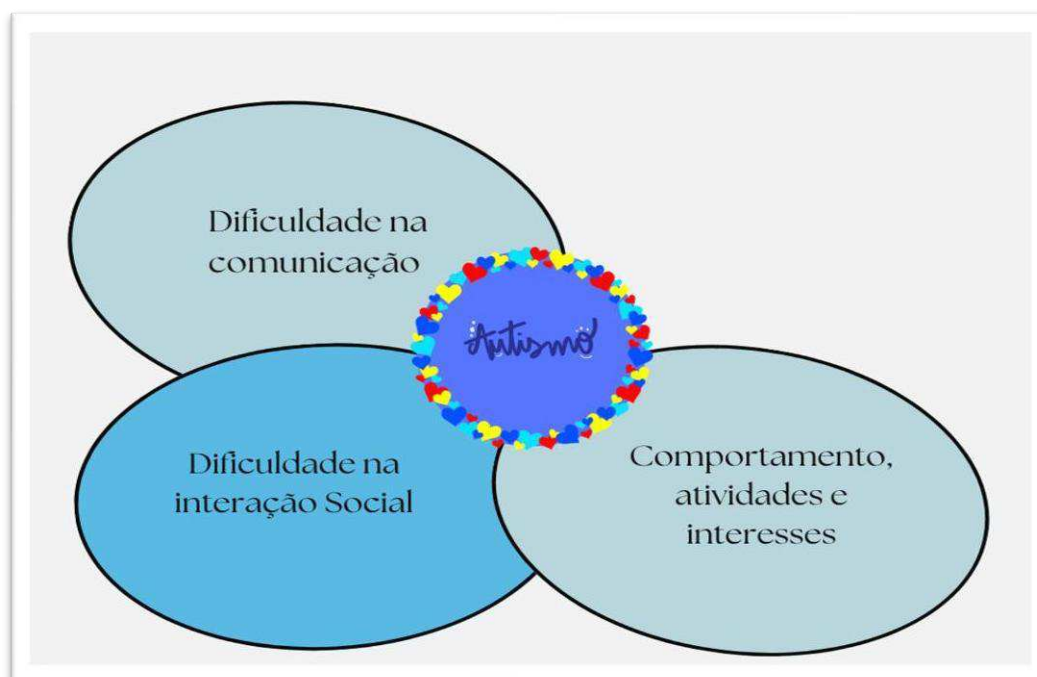 Dificuldade na
comunicação
Autismo
Dificuldade na
interação Social
Comportamento,
atividades e
interesses